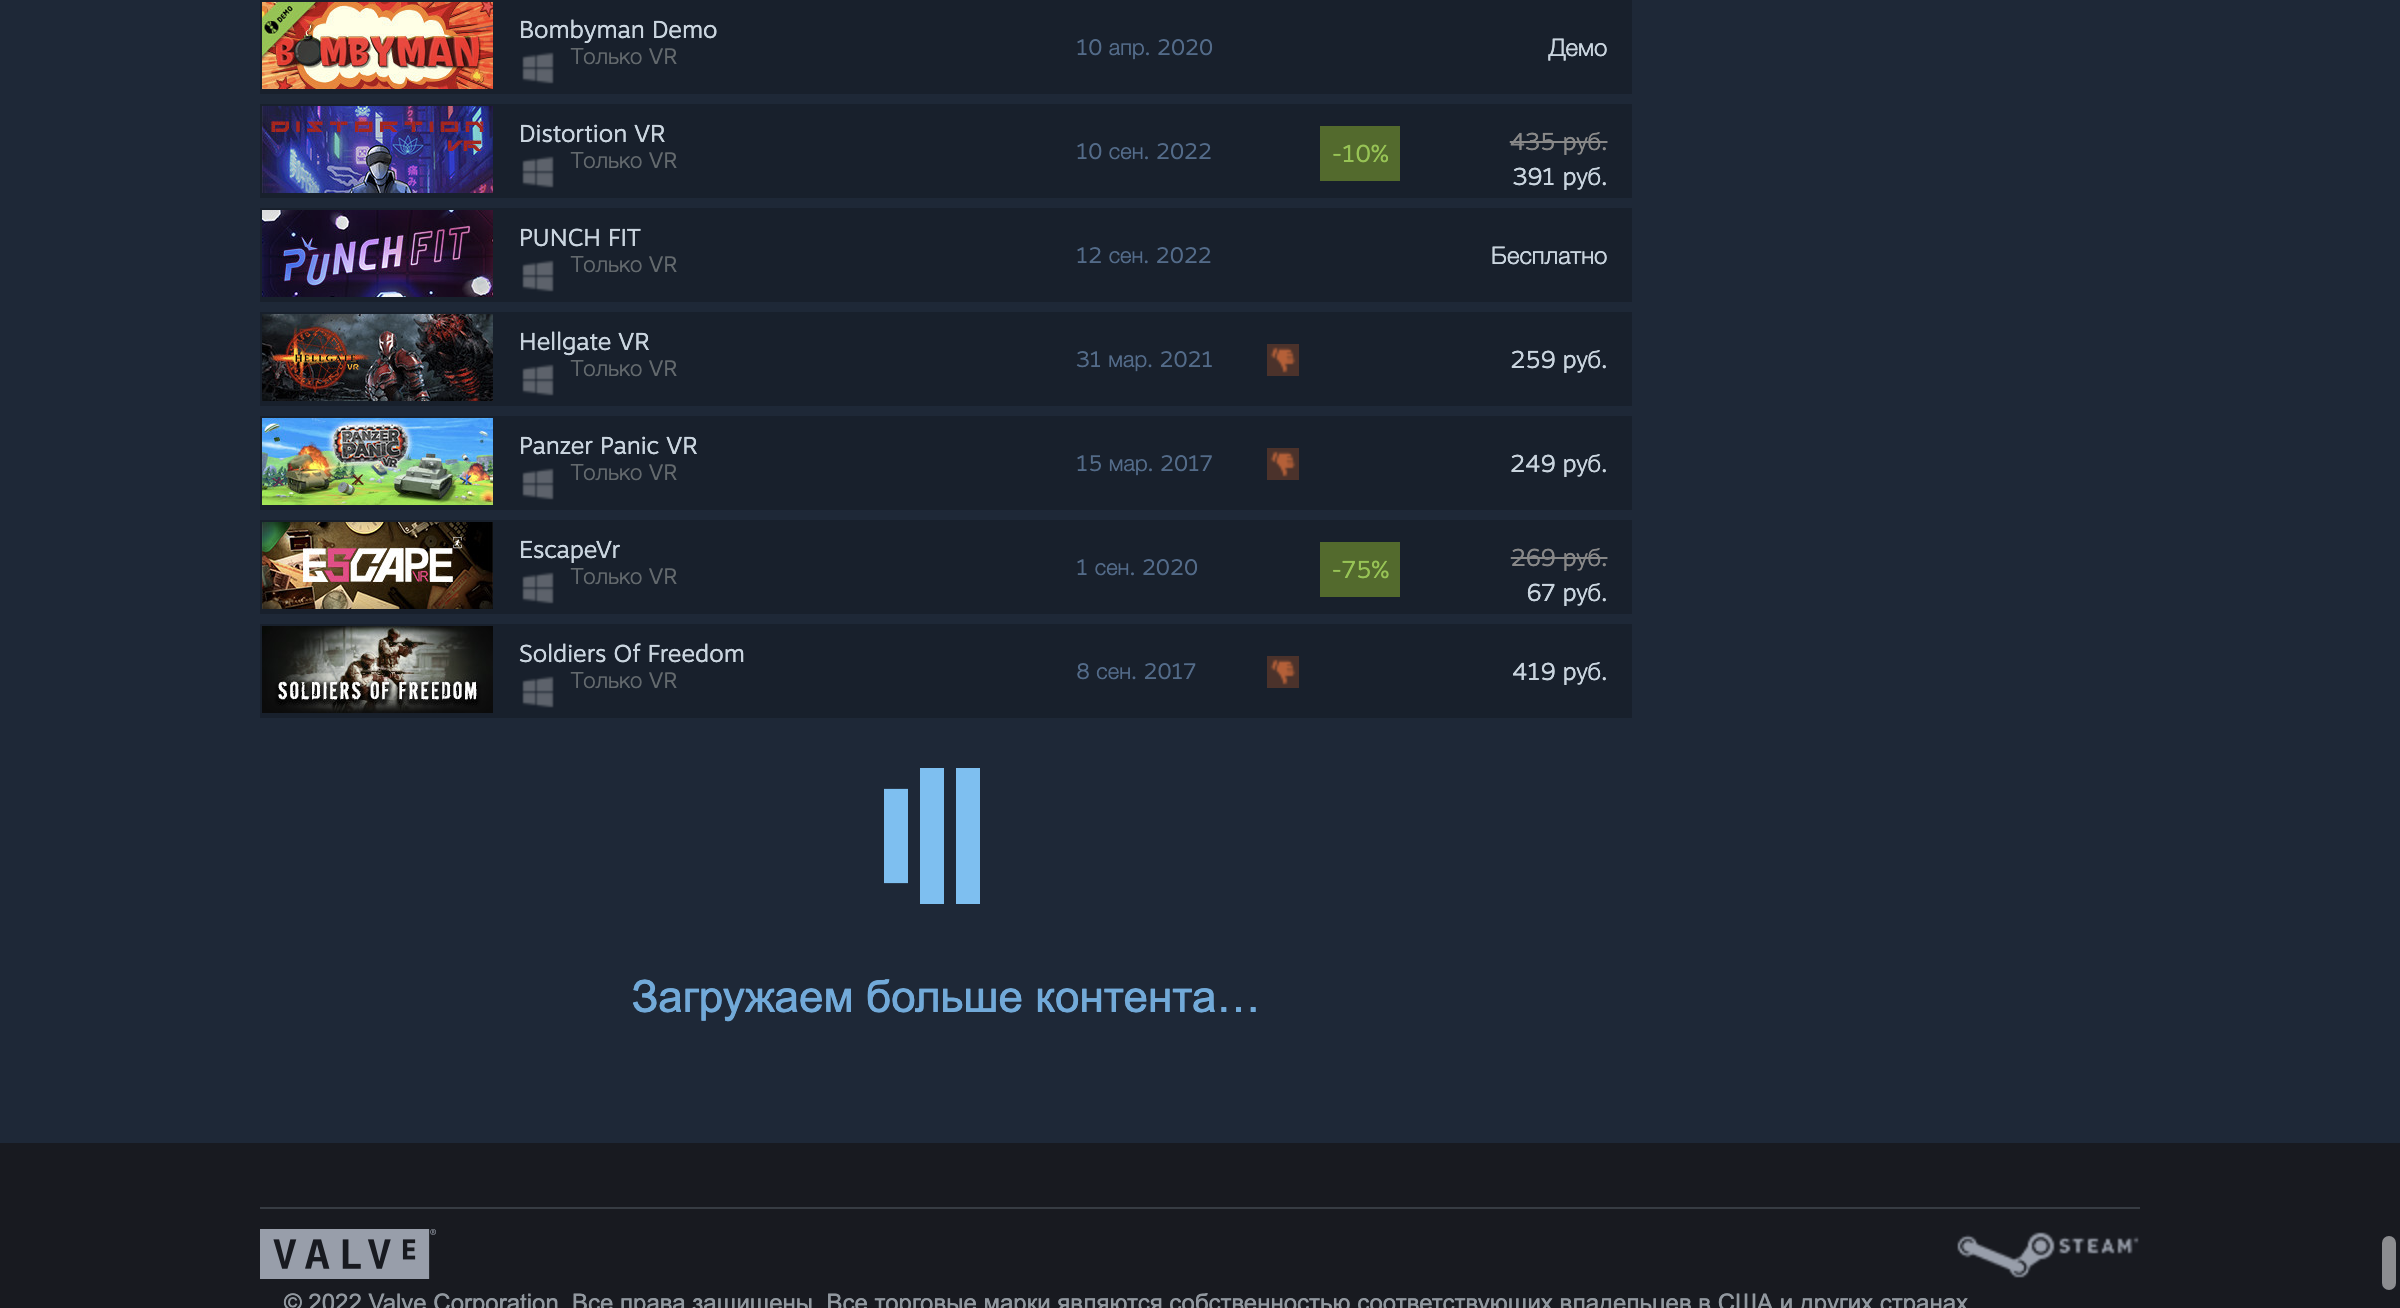 DEMO
BOMBYMAN
Bombyman Demo
Только VR
10 апр. 2020
Демо
DISTORTION VR
Distortion VR
Только VR
10 сен. 2022
-10%
435 руб.
391 руб.
PUNCH FIT
PUNCH FIT
Только VR
12 сен. 2022
Бесплатно
HELLGATE VR
Hellgate VR
Только VR
31 мар. 2021
259 руб.
PANZER
PANIC
VR
Panzer Panic VR
Только VR
15 мар. 2017
249 руб.
ESCAPE
VR
EscapeVr
Только VR
1 сен. 2020
-75%
269 руб.
67 руб.
SOLDIERS OF FREEDOM
Soldiers Of Freedom
Только VR
8 сен. 2017
419 руб.
Загружаем больше контента…
VALVE®
STEAM
© 2022 Valve Corporation. Все права защищены. Все торговые марки являются собственностью соответствующих владельцев в США и других странах.